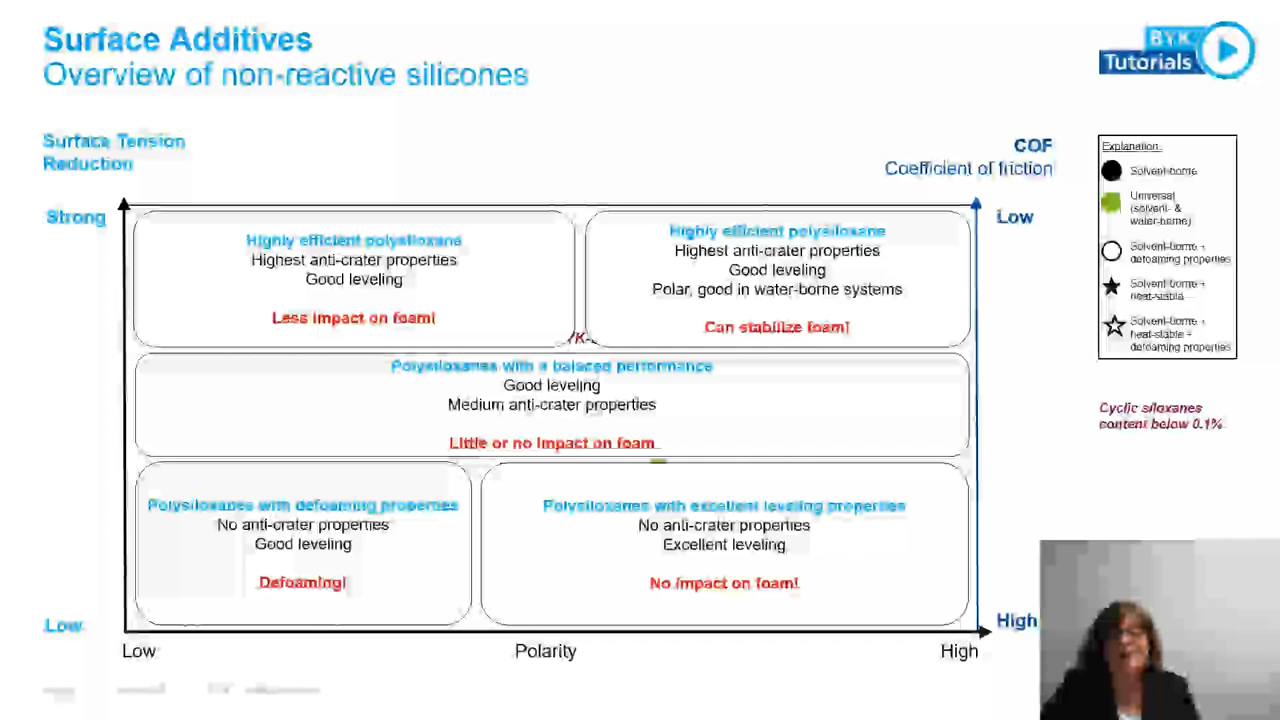 Surface Additives
Overview of non-reactive silicones
BYK
Tutorials
Surface Tension
Reduction
COF
Coefficient of friction
Strong
Low
Highly efficient polysiloxane
Highest anti-crater properties
Good leveling
Less impact on foam!
Highly efficient polysiloxane
Highest anti-crater properties
Good leveling
Polar, good in water-borne systems
Can stabilize foam!
Polysiloxanes with a balaced performance
Good leveling
Medium anti-crater properties
Little or no impact on foam
Polysiloxanes with defoaming properties
No anti-crater properties
Good leveling
Defoaming!
Polysiloxanes with excellent leveling properties
No anti-crater properties
Excellent leveling
No impact on foam!
Low
High
Low
Polarity
High
Explanation:
Solvent-borne
Universal
(solvent- &
water-borne)
Solvent-borne +
defoaming properties
Solvent-borne +
heat-stable
Solvent-borne +
heat-stable +
defoaming properties
Cyclic siloxanes
content below 0.1%